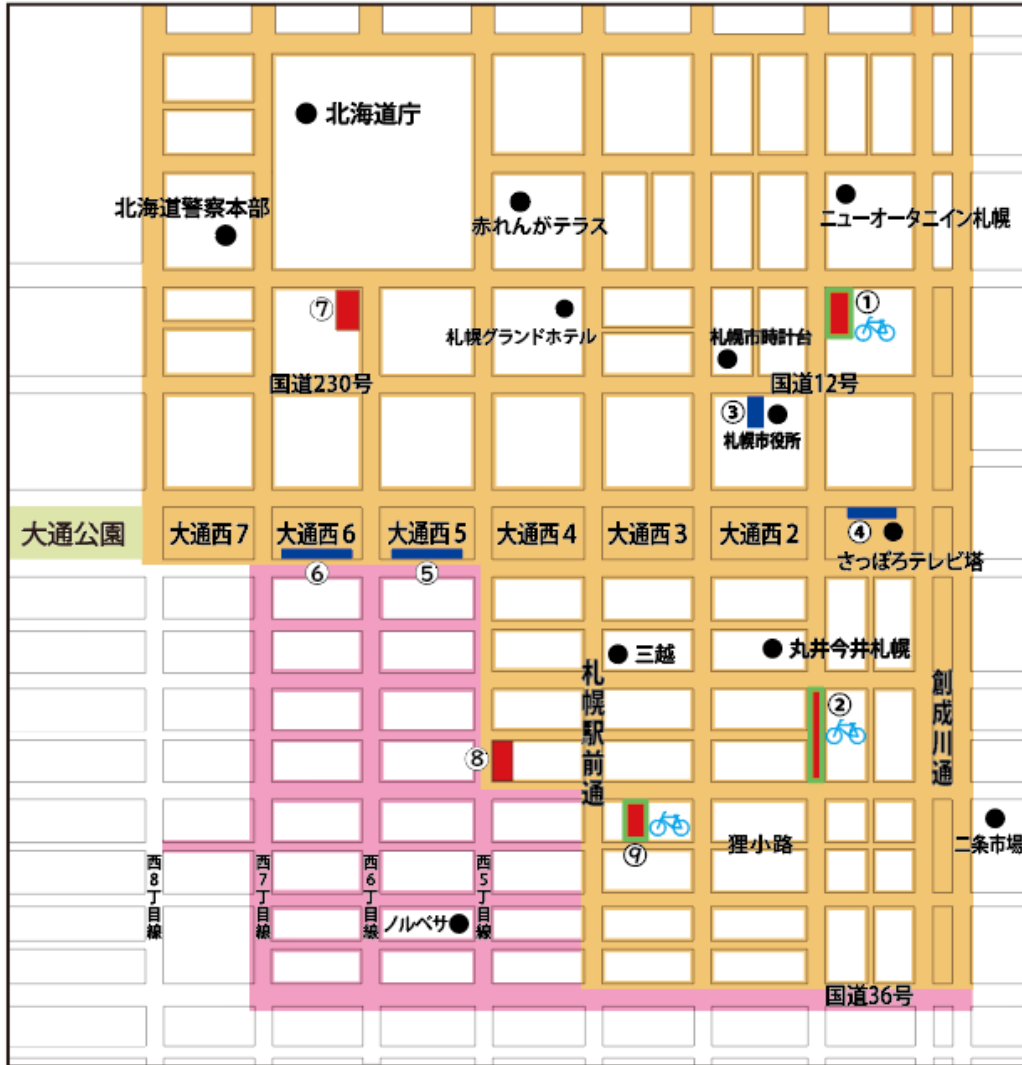 北海道庁
北海道警察本部
赤れんがテラス
ニューオータニイン札幌
⑦
札幌グランドホテル
札幌市時計台
①
国道230号
国道12号
③
札幌市役所
大通公園
大通西7
大通西6
大通西5
大通西4
大通西3
大通西2
④
さっぽろテレビ塔
⑥
⑤
三越
丸井今井札幌
札幌駅前通
②
創成川通
⑧
⑨
狸小路
二条市場
西8丁目線
西7丁目線
西6丁目線
西5丁目線
ノルベサ
国道36号